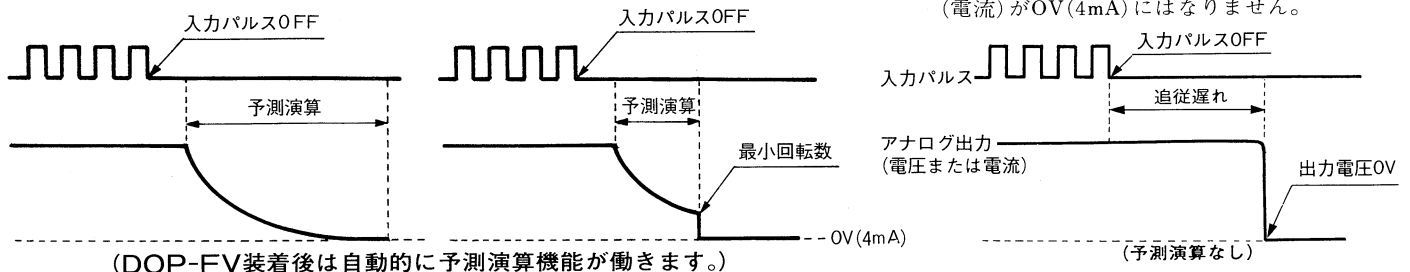 (電流)がOV(4mA)にはなりません。
入力パルスOFF
予測演算
入力パルスOFF
予測演算
最小回転数
OV(4mA)
(DOP-FV装着後は自動的に予測演算機能が働きます。)
入力パルスOFF
入力パルス
追従遅れ
アナログ出力
(電圧または電流)
出力電圧OV
(予測演算なし)